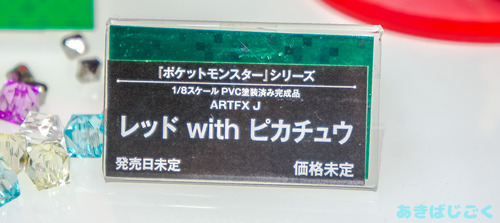 『ポケットモンスター』シリーズ
1/8スケール PVC塗装済み完成品
ARTFX J
レッド with ピカチュウ
発売日未定 価格未定
あきばじごく